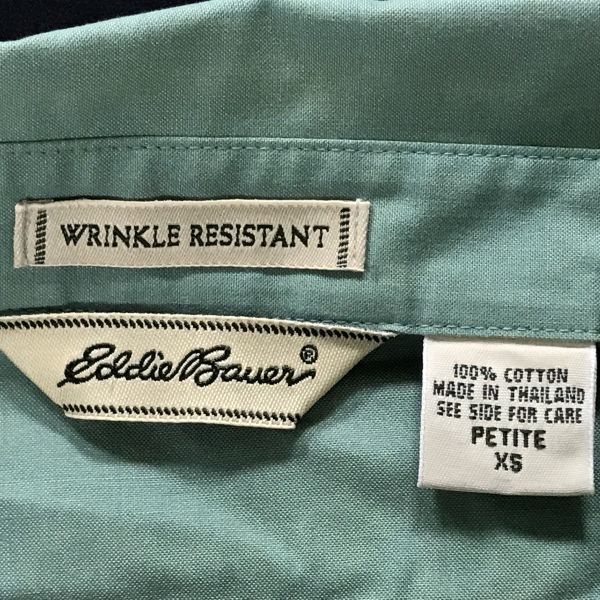 WRINKLE RESISTANT
Eddie Bauer®
100% COTTON
MADE IN THAILAND
SEE SIDE FOR CARE
PETITE
XS